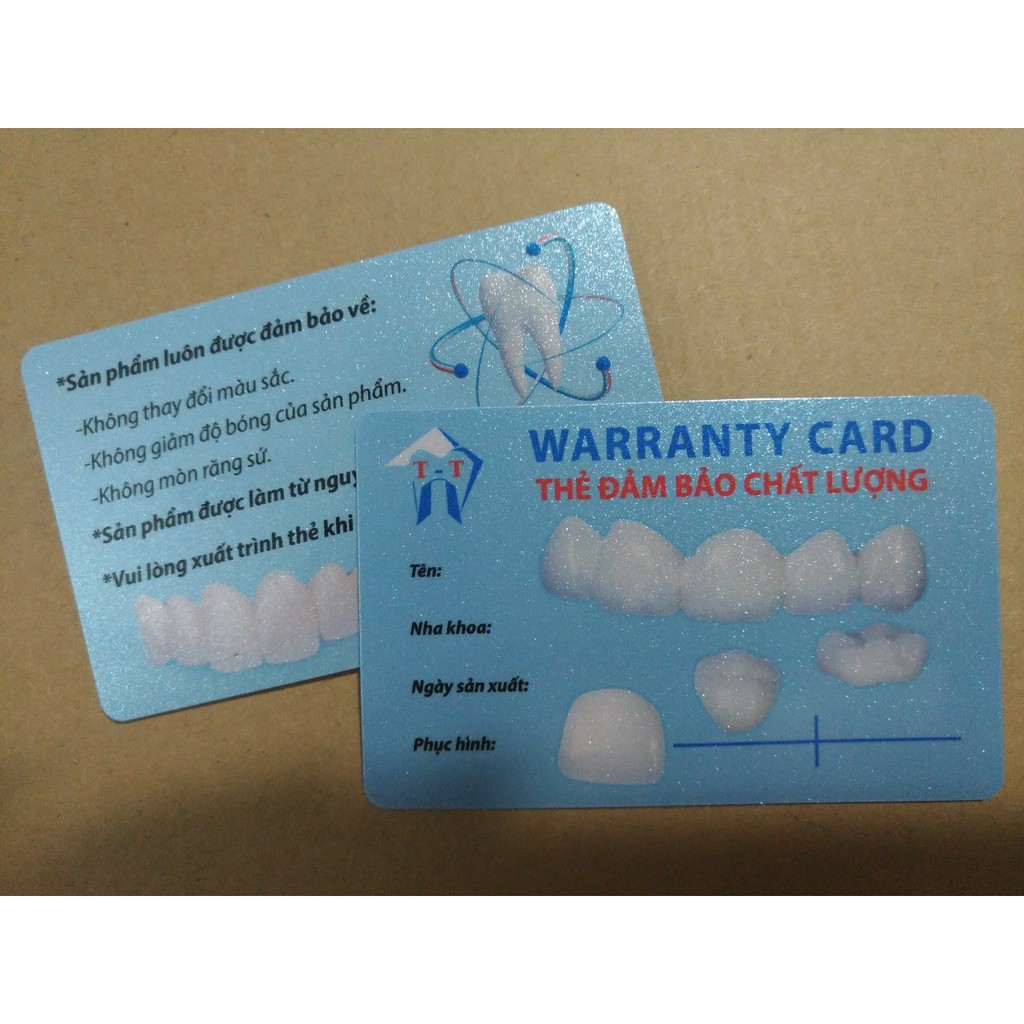 *Sản phẩm luôn được đảm bảo về:
-Không thay đổi màu sắc.
-Không giảm độ bóng của sản phẩm.
-Không mòn răng sứ.
*Sản phẩm được làm từ
*Vui lòng xuất trình thẻ khi
T-T
WARRANTY CARD
THẺ ĐẢM BẢO CHẤT LƯỢNG
Tên:
Nha khoa:
Ngày sản xuất:
Phục hình: